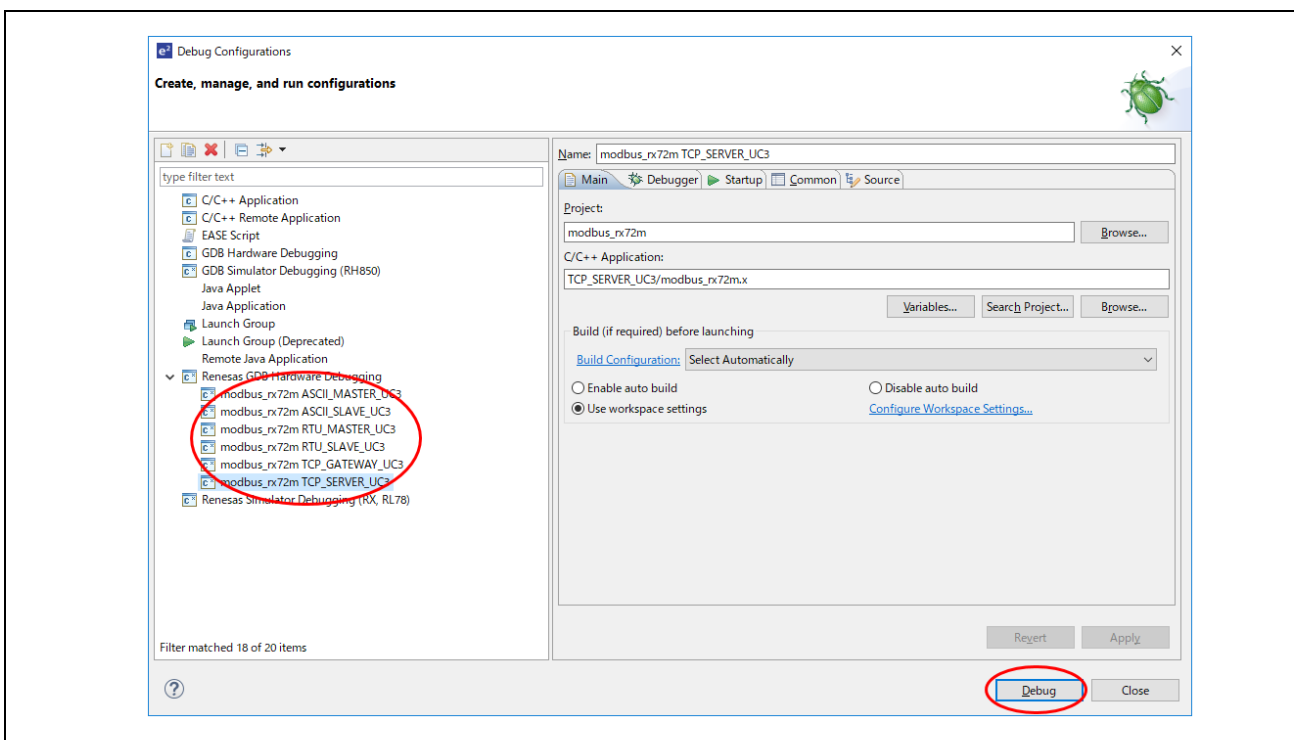 e² Debug Configurations
Create, manage, and run configurations
type filter text
C/C++ Application
C/C++ Remote Application
EASE Script
GDB Hardware Debugging
GDB Simulator Debugging (RH850)
Java Applet
Java Application
Launch Group
Launch Group (Deprecated)
Remote Java Application
Renesas GDB Hardware Debugging
modbus_rx72m ASCII_MASTER_UC3
modbus_rx72m ASCII_SLAVE_UC3
modbus_rx72m RTU_MASTER_UC3
modbus_rx72m RTU_SLAVE_UC3
modbus_rx72m TCP_GATEWAY_UC3
modbus_rx72m TCP_SERVER_UC3
Renesas Simulator Debugging (RX, RL78)
Filter matched 18 of 20 items
Name: modbus_rx72m TCP_SERVER_UC3
Main Debugger Startup Common Source
Project:
modbus_rx72m Browse...
C/C++ Application:
TCP_SERVER_UC3/modbus_rx72m.x
Variables... Search Project... Browse...
Build (if required) before launching
Build Configuration: Select Automatically
Enable auto build Disable auto build
Use workspace settings Configure Workspace Settings...
Revert Apply
? Debug Close